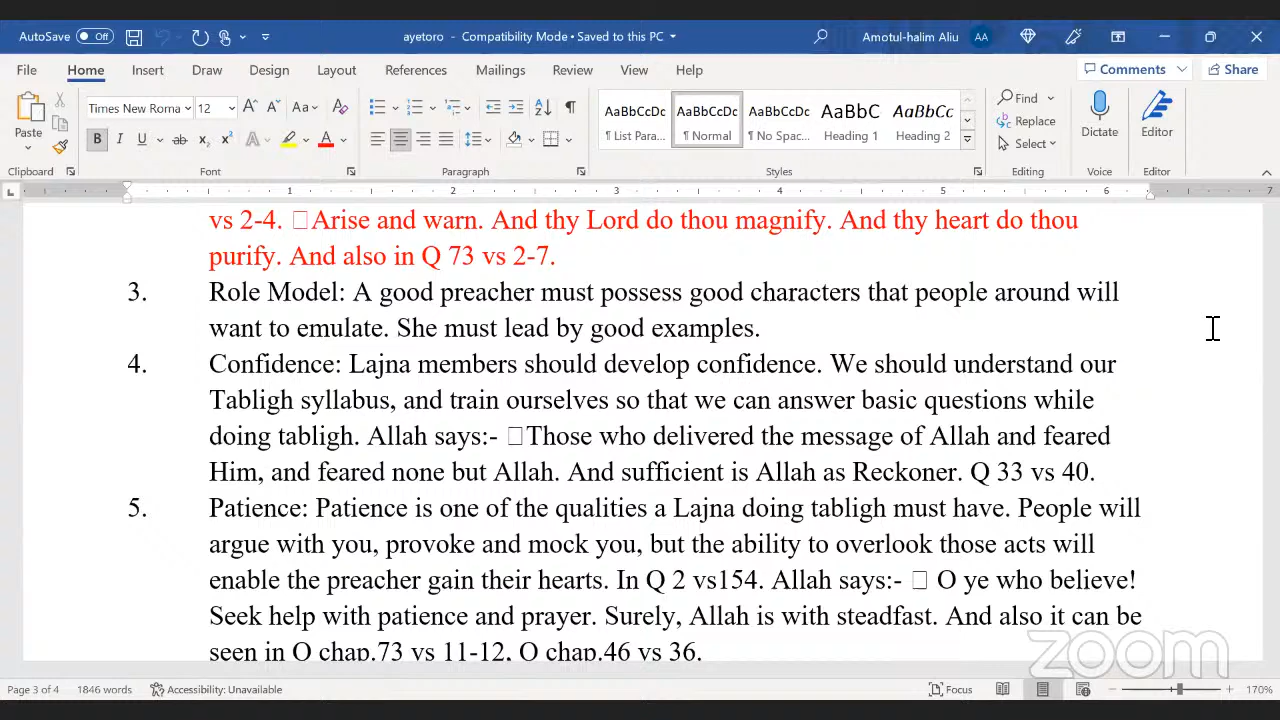 AutoSave Off ayetoro - Compatibility Mode • Saved to this PC Amotul-halim Aliu AA
File Home Insert Draw Design Layout References Mailings Review View Help Comments Share
Paste Times New Roma 12 A A Aa A AaBbCcDc AaBbCcDc AaBbCcDc AaBbC AaBbCc Find Replace Select Dictate Editor
B I U ab x₂ x² A A ¶ List Para... ¶ Normal ¶ No Spac... Heading 1 Heading 2
Clipboard Font Paragraph Styles Editing Voice Editor
1 2 3 4 5 6 7
vs 2-4. □Arise and warn. And thy Lord do thou magnify. And thy heart do thou
purify. And also in Q 73 vs 2-7.
3. Role Model: A good preacher must possess good characters that people around will
want to emulate. She must lead by good examples.
4. Confidence: Lajna members should develop confidence. We should understand our
Tabligh syllabus, and train ourselves so that we can answer basic questions while
doing tabligh. Allah says:- □Those who delivered the message of Allah and feared
Him, and feared none but Allah. And sufficient is Allah as Reckoner. Q 33 vs 40.
5. Patience: Patience is one of the qualities a Lajna doing tabligh must have. People will
argue with you, provoke and mock you, but the ability to overlook those acts will
enable the preacher gain their hearts. In Q 2 vs154. Allah says:- □ O ye who believe!
Seek help with patience and prayer. Surely, Allah is with steadfast. And also it can be
seen in Q chap.73 vs 11-12, Q chap.46 vs 36.
zoom
Page 3 of 4 1846 words Accessibility: Unavailable Focus 170%